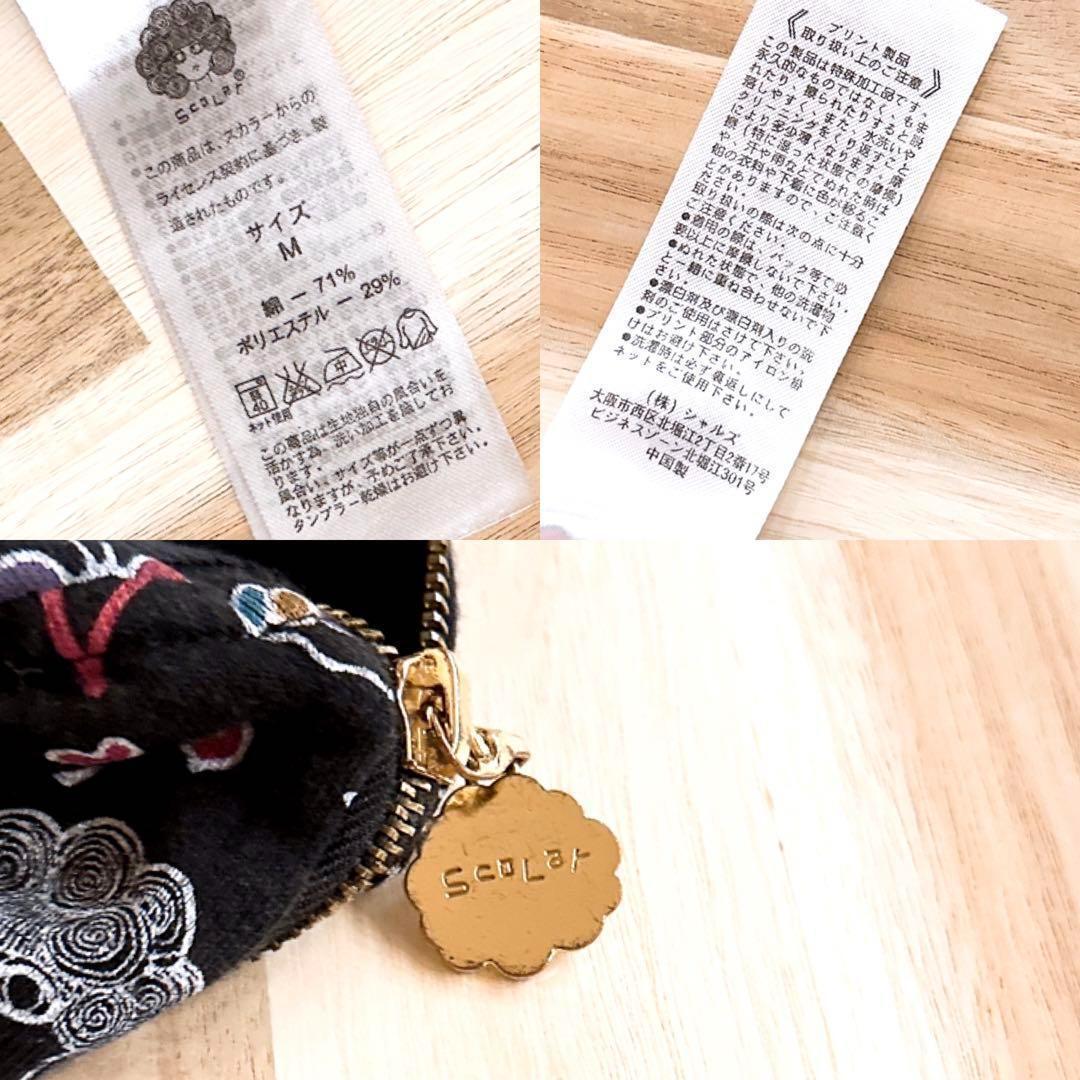 scoLar®
●この商品は、スカラーからの
ライセンス契約に基づき、製
造されたものです。
サイズ
M
綿 － 71%
ポリエステル － 29%
40
中
ネット使用
この商品は生地独自の風合いを
活かす為、洗い加工を施してお
ります。
風合い、サイズ等が一点ずつ異
なりますが、予めご了承下さい。
タンブラー乾燥はお避け下さい。
《 プリント製品
取り扱い上のご注意 》
この製品は特殊加工品です。
永久的なものではなく、もま
れたり、擦られたりすると脱
落しやすく、また、水洗いや
クリーニングをくり返すこと
により多少薄くなります。摩
擦（特に湿った状態での摩擦）
や、汗や雨などでぬれた時は
他の衣料や下着に色が移るこ
とがありますので、ご注意く
ださい。
取り扱いの際は次の点に十分
ご注意ください。
●着用の際は、バック等で必
要以上に摩擦しないで下さい。
●ぬれた状態で、他の洗濯物
と一緒に重ね合わせないで下
さい。
●漂白剤及び漂白剤入りの洗
剤のご使用はさけて下さい。
●プリント部分のアイロン掛
けはお避け下さい。
●洗濯時は必ず裏返しにして
ネットをご使用下さい。
（株）シャルズ
大阪市西区北堀江2丁目2番17号
ビジネスゾーン北堀江301号
中国製
scoLar